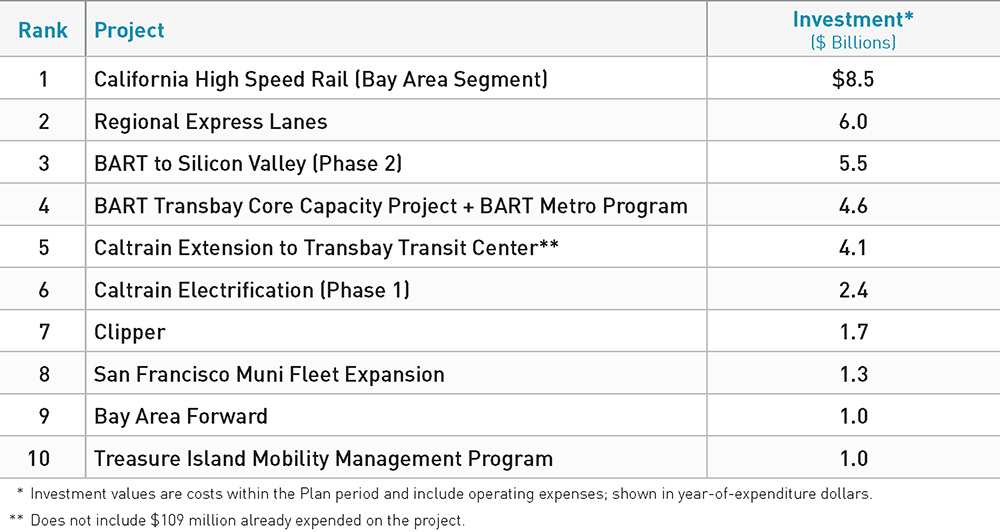 Rank Project Investment*
($ Billions)
1 California High Speed Rail (Bay Area Segment) $8.5
2 Regional Express Lanes 6.0
3 BART to Silicon Valley (Phase 2) 5.5
4 BART Transbay Core Capacity Project + BART Metro Program 4.6
5 Caltrain Extension to Transbay Transit Center** 4.1
6 Caltrain Electrification (Phase 1) 2.4
7 Clipper 1.7
8 San Francisco Muni Fleet Expansion 1.3
9 Bay Area Forward 1.0
10 Treasure Island Mobility Management Program 1.0
* Investment values are costs within the Plan period and include operating expenses; shown in year-of-expenditure dollars.
** Does not include $109 million already expended on the project.